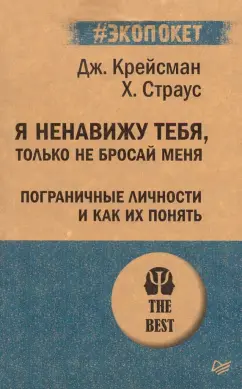 #ЭКОПОКЕТ
Дж. Крейсман
Х. Страус
Я НЕНАВИЖУ ТЕБЯ,
ТОЛЬКО НЕ БРОСАЙ МЕНЯ
ПОГРАНИЧНЫЕ ЛИЧНОСТИ
И КАК ИХ ПОНЯТЬ
THE
BEST